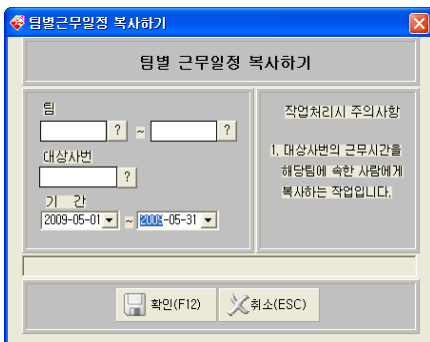 팀별근무일정 복사하기
팀별 근무일정 복사하기
팀
? ~ ?
대상사번
?
기 간
2009-05-01 ~ 2009-05-31
작업처리시 주의사항
1. 대상사번의 근무시간을
해당팀에 속한 사람에게
복사하는 작업입니다.
확인(F12) 취소(ESC)